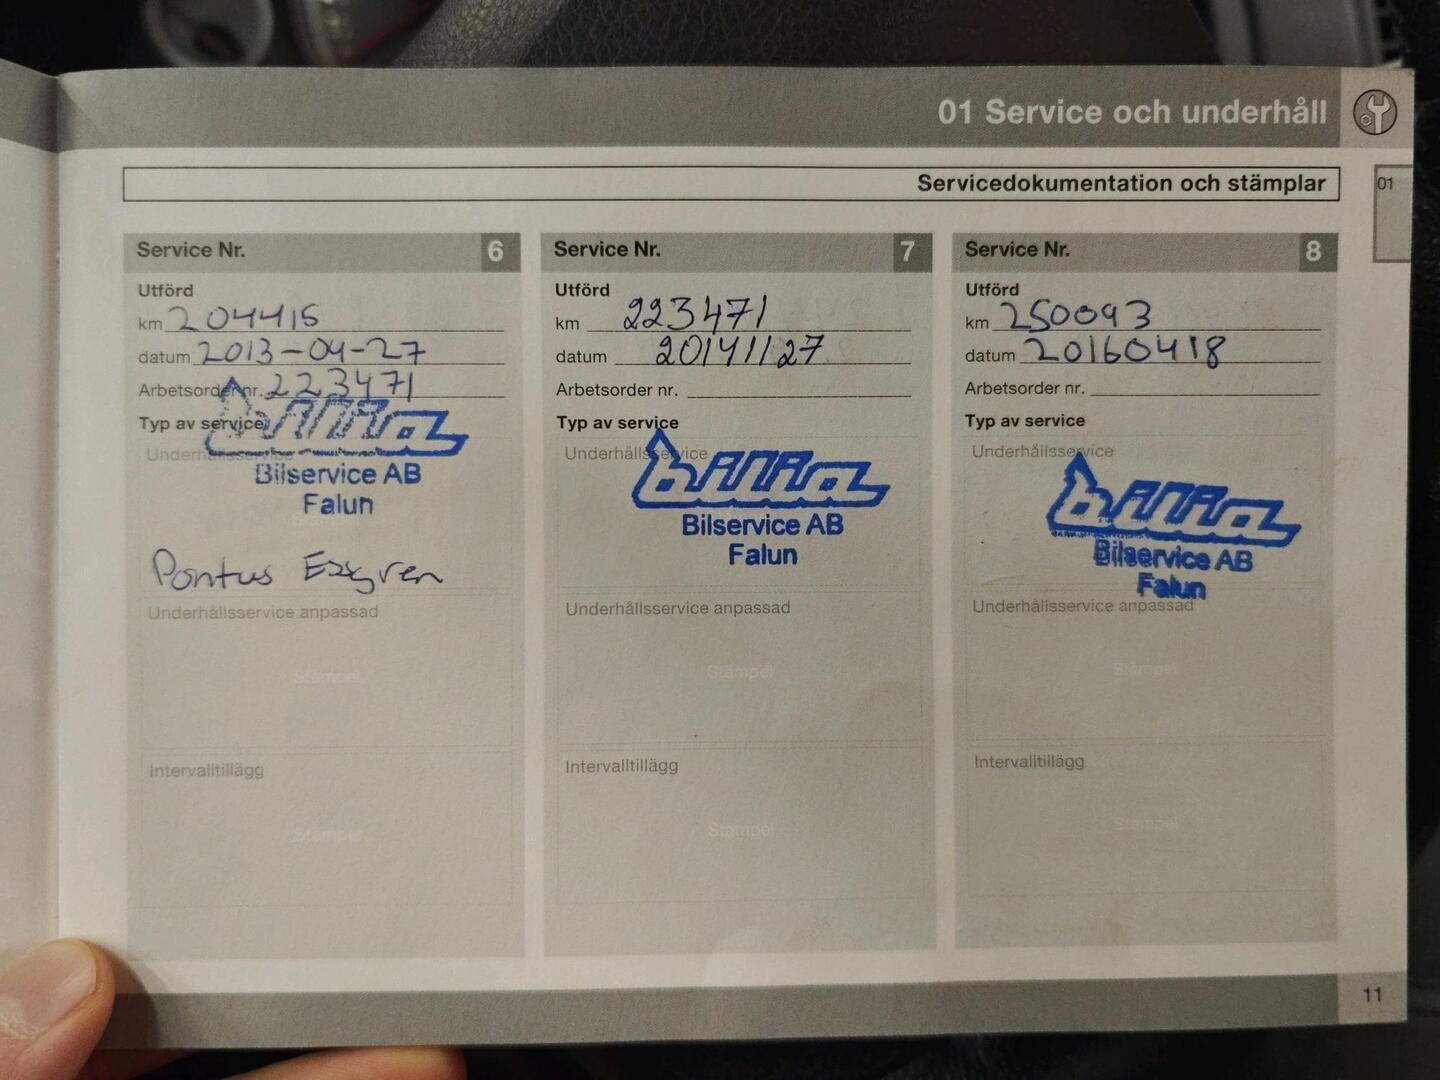 01 Service och underhåll
Servicedokumentation och stämplar
01
Service Nr. 6
Utförd
km 204415
datum 2013-04-27
Arbetsorder nr. 223471
Typ av service
Underhållsservice
bilia
Bilservice AB
Falun
Stämpel
Pontus
Underhållsservice anpassad
Stämpel
Intervalltillägg
Stämpel
Service Nr. 7
Utförd
km 223471
datum 20141127
Arbetsorder nr.
Typ av service
Underhållsservice
bilia
Bilservice AB
Falun
Underhållsservice anpassad
Stämpel
Intervalltillägg
Stämpel
Service Nr. 8
Utförd
km 250093
datum 20160418
Arbetsorder nr.
Typ av service
Underhållsservice
bilia
Bilservice AB
Falun
Underhållsservice anpassad
Stämpel
Intervalltillägg
Stämpel
11